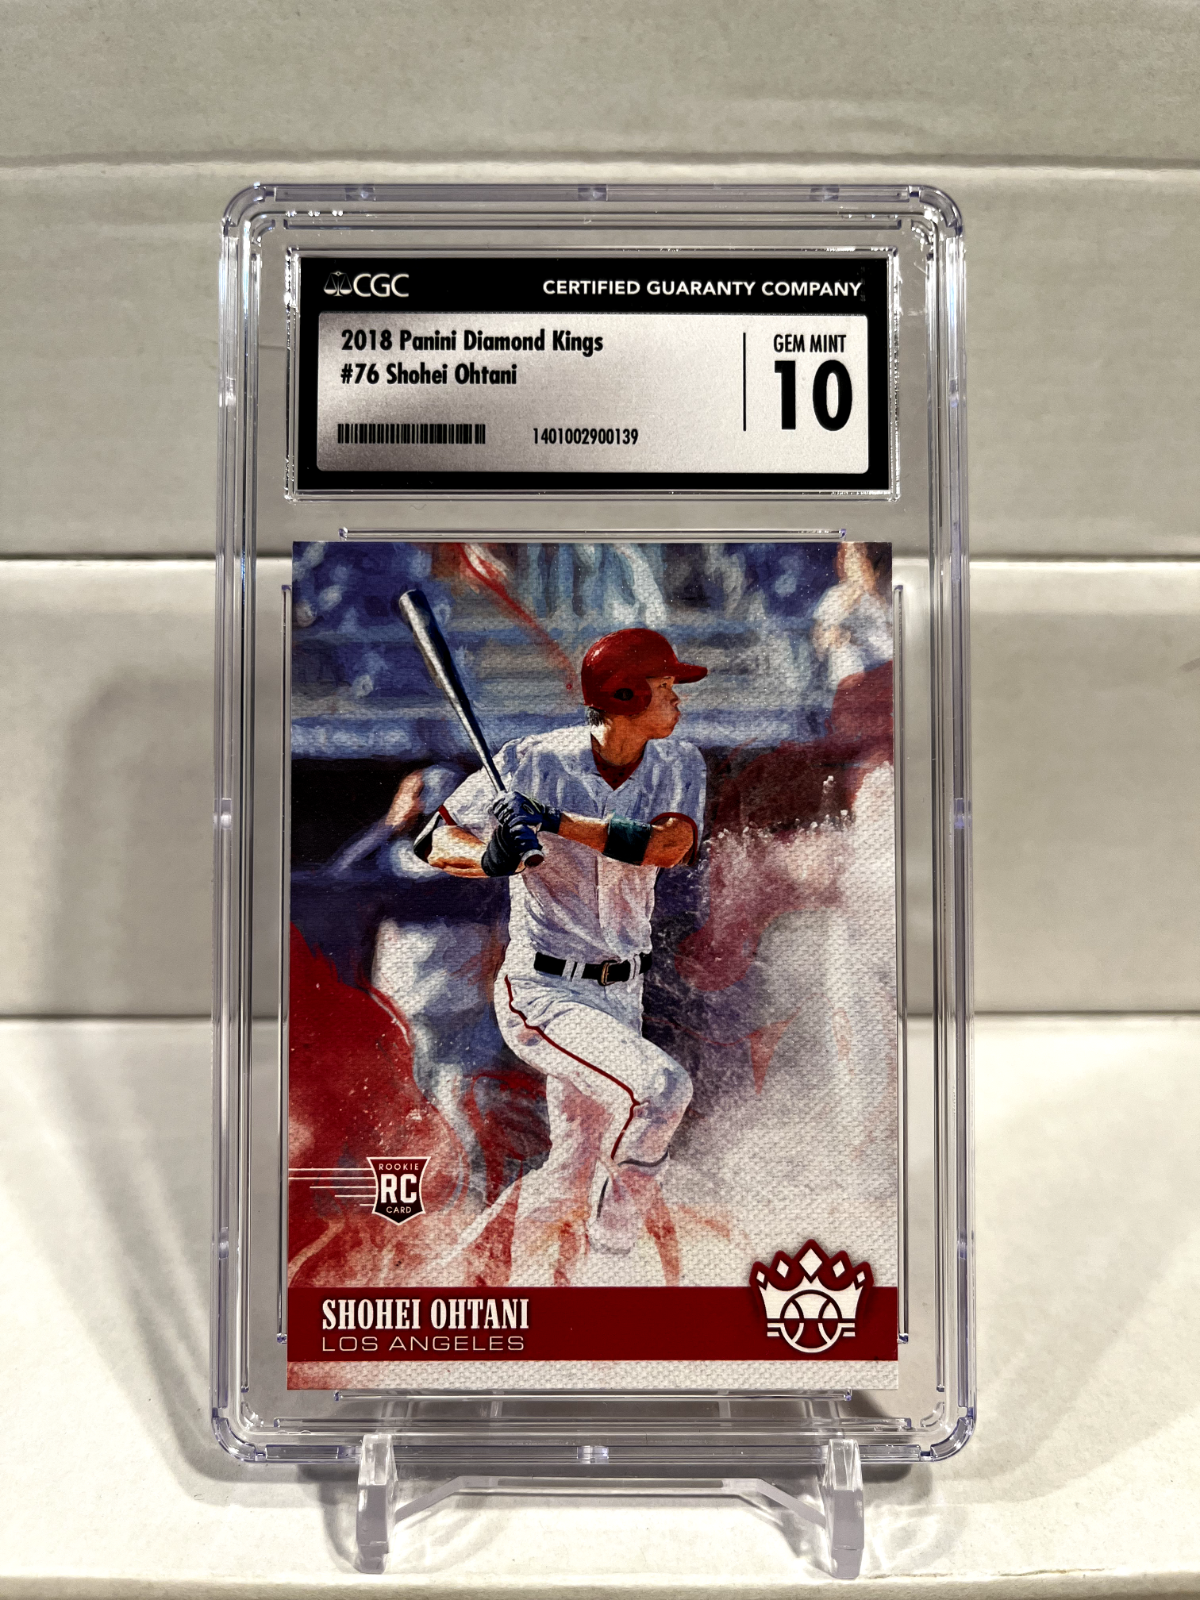 CGC
CERTIFIED GUARANTY COMPANY
2018 Panini Diamond Kings
#76 Shohei Ohtani
GEM MINT
10
1401002900139
ROOKIE
RC
CARD
SHOHEI OHTANI
LOS ANGELES